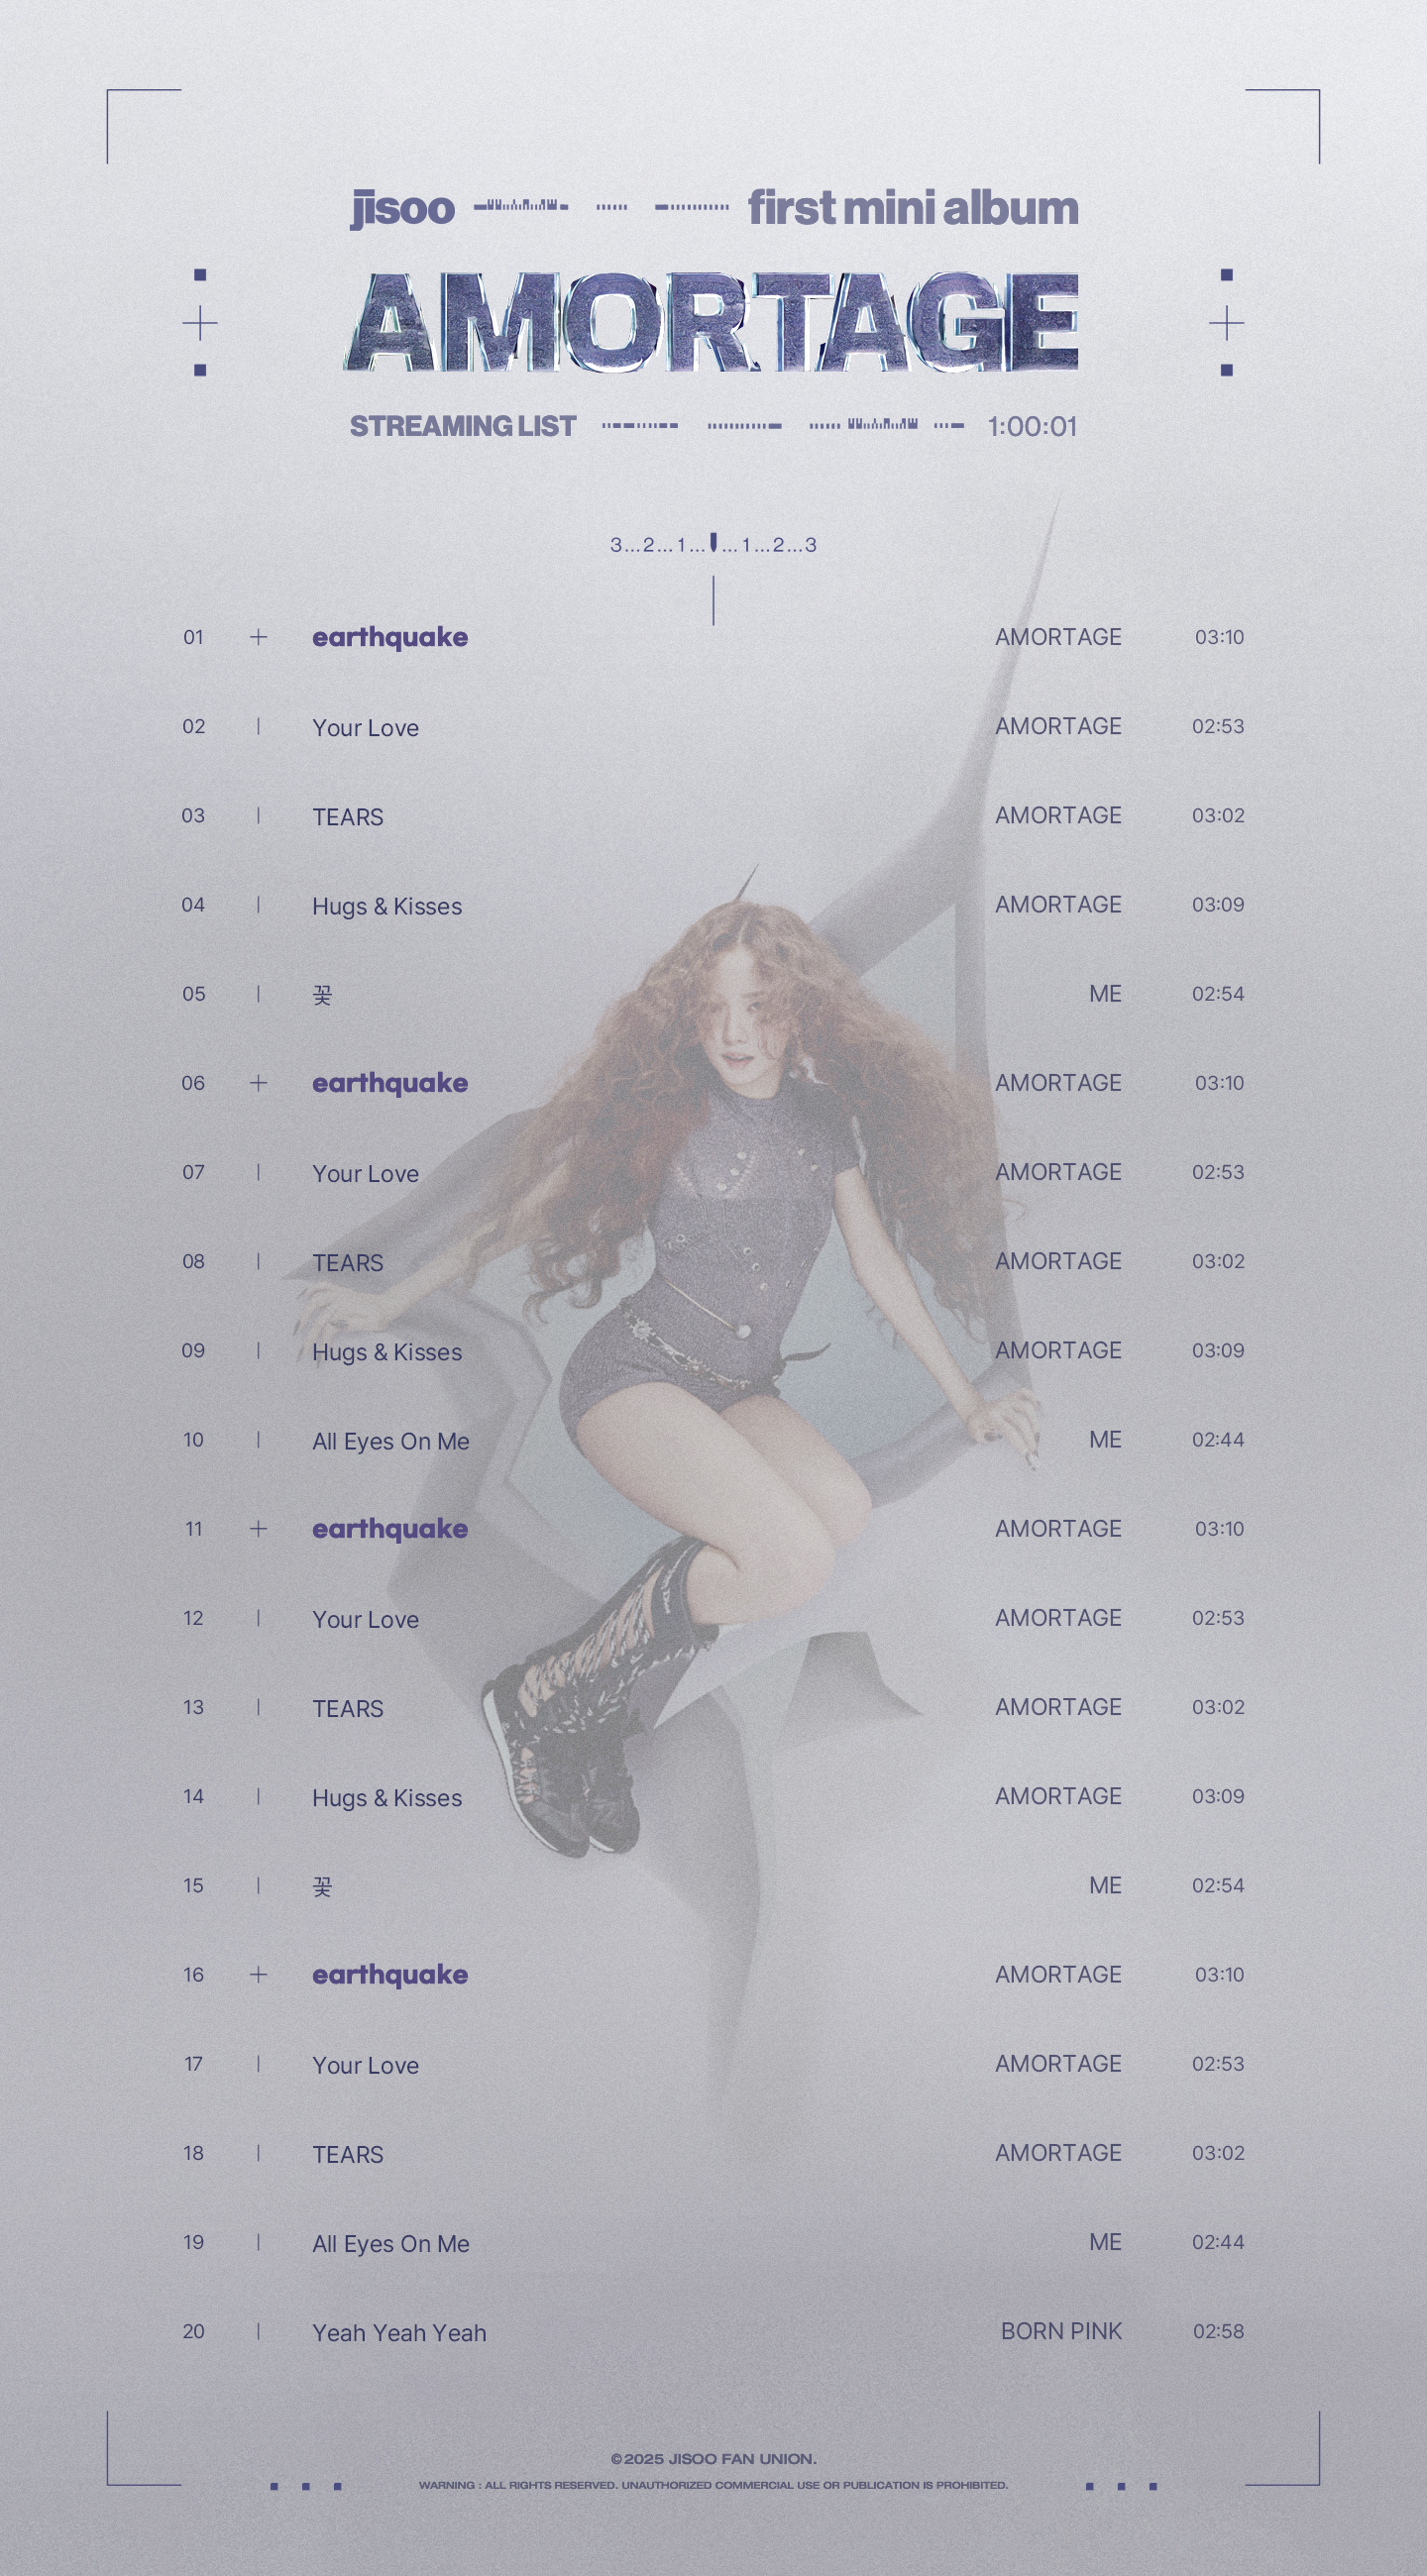 jisoo first mini album
AMORTAGE
STREAMING LIST 1:00:01
3...2...1... ...1...2...3
01 + earthquake AMORTAGE 03:10
02 | Your Love AMORTAGE 02:53
03 | TEARS AMORTAGE 03:02
04 | Hugs & Kisses AMORTAGE 03:09
05 | 꽃 ME 02:54
06 + earthquake AMORTAGE 03:10
07 | Your Love AMORTAGE 02:53
08 | TEARS AMORTAGE 03:02
09 | Hugs & Kisses AMORTAGE 03:09
10 | All Eyes On Me ME 02:44
11 + earthquake AMORTAGE 03:10
12 | Your Love AMORTAGE 02:53
13 | TEARS AMORTAGE 03:02
14 | Hugs & Kisses AMORTAGE 03:09
15 | 꽃 ME 02:54
16 + earthquake AMORTAGE 03:10
17 | Your Love AMORTAGE 02:53
18 | TEARS AMORTAGE 03:02
19 | All Eyes On Me ME 02:44
20 | Yeah Yeah Yeah BORN PINK 02:58
©2025 JISOO FAN UNION.
WARNING : ALL RIGHTS RESERVED. UNAUTHORIZED COMMERCIAL USE OR PUBLICATION IS PROHIBITED.